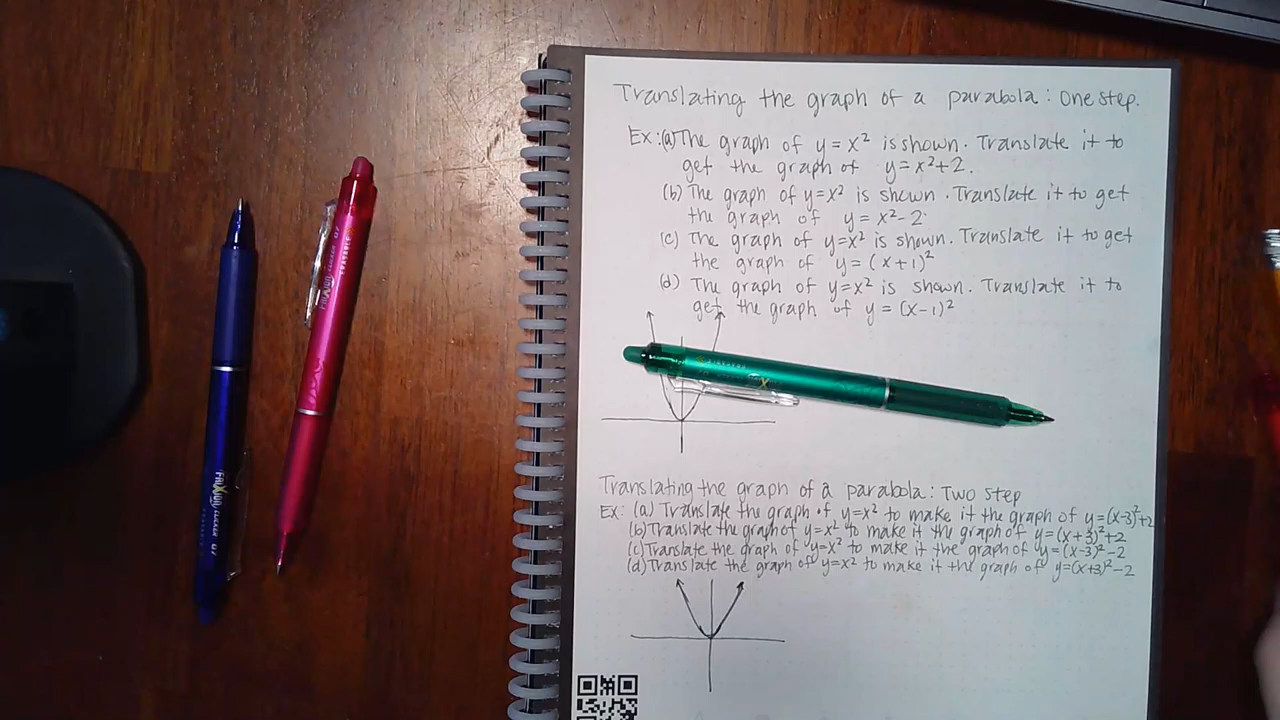 Translating the graph of a parabola: One step.
Ex:(a)The graph of y=x² is shown. Translate it to
get the graph of y=x²+2.
(b) The graph of y=x² is shown. Translate it to get
the graph of y=x²-2.
(c) The graph of y=x² is shown. Translate it to get
the graph of y=(x+1)²
(d) The graph of y=x² is shown. Translate it to
get the graph of y=(x-1)²
Translating the graph of a parabola: Two step
Ex: (a) Translate the graph of y=x² to make it the graph of y=(x-3)²+2
(b)Translate the graph of y=x² to make it the graph of y=(x+3)²+2
(c)Translate the graph of y=x² to make it the graph of y=(x-3)²-2
(d)Translate the graph of y=x² to make it the graph of y=(x+3)²-2